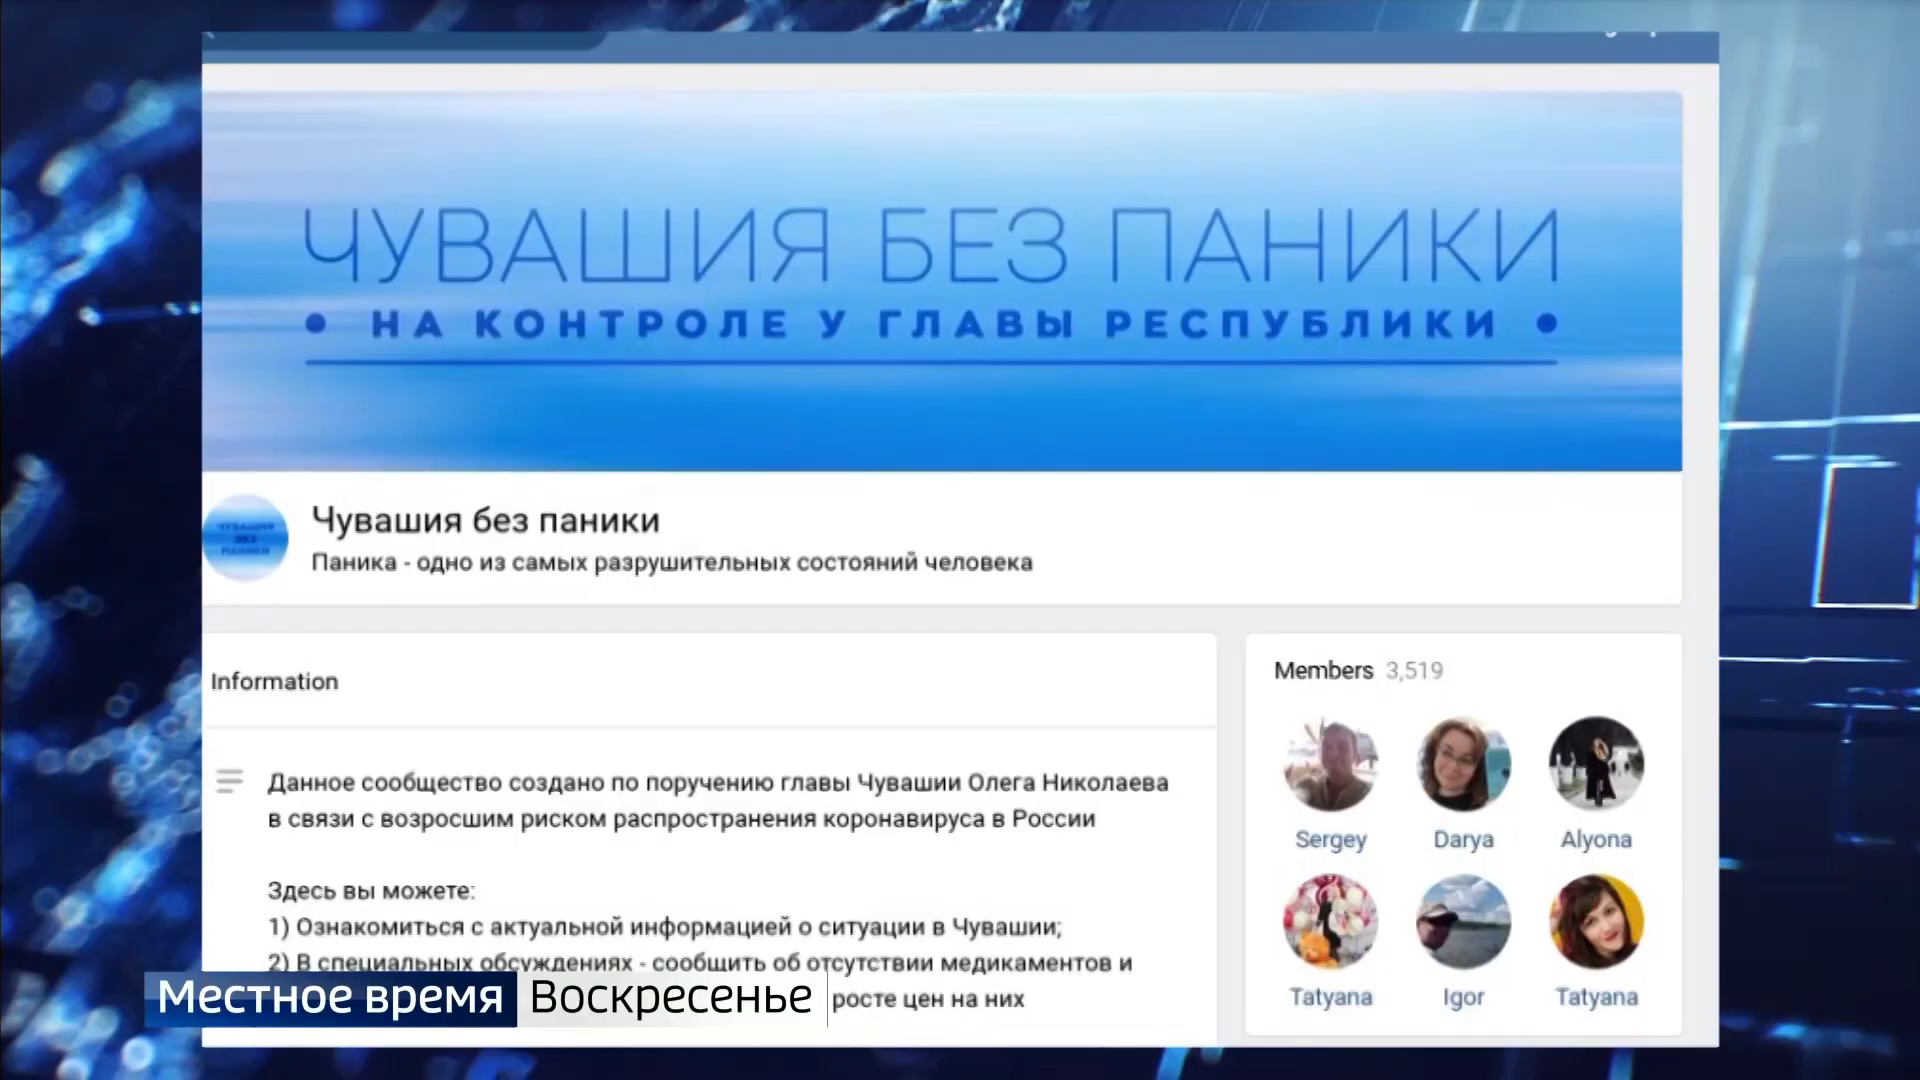 ЧУВАШИЯ БЕЗ ПАНИКИ
• НА КОНТРОЛЕ У ГЛАВЫ РЕСПУБЛИКИ •
ЧУВАШИЯ
БЕЗ
ПАНИКИ
Чувашия без паники
Паника - одно из самых разрушительных состояний человека
Information
Данное сообщество создано по поручению главы Чувашии Олега Николаева
в связи с возросшим риском распространения коронавируса в России
Здесь вы можете:
1) Ознакомиться с актуальной информацией о ситуации в Чувашии;
2) В специальных обсуждениях - сообщить об отсутствии медикаментов и
росте цен на них
Members 3,519
Sergey Darya Alyona
Tatyana Igor Tatyana
Местное время Воскресенье